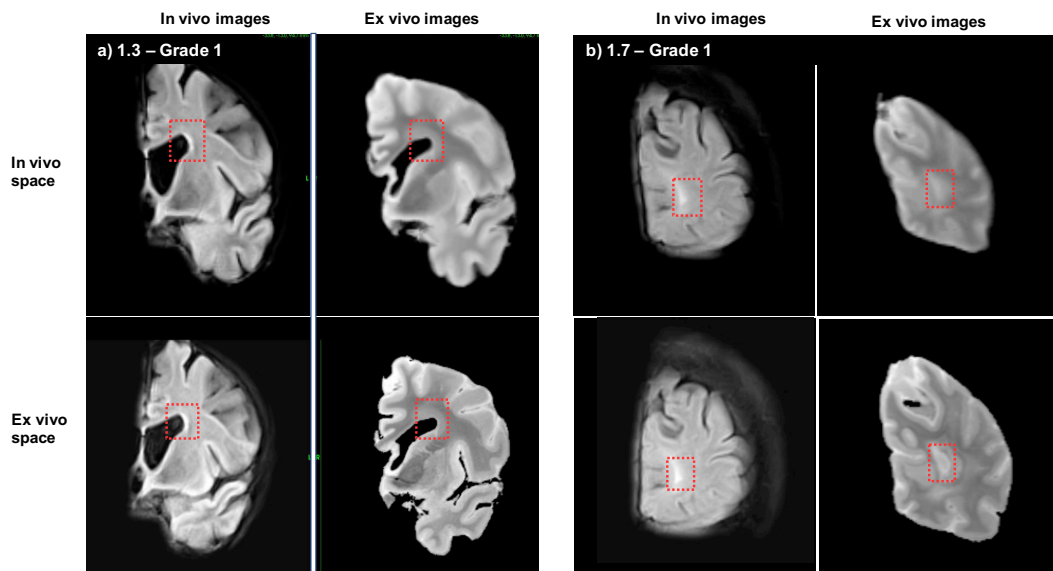 In vivo images
Ex vivo images
In vivo images
Ex vivo images
a) 1.3 – Grade 1
b) 1.7 – Grade 1
In vivo
space
Ex vivo
space